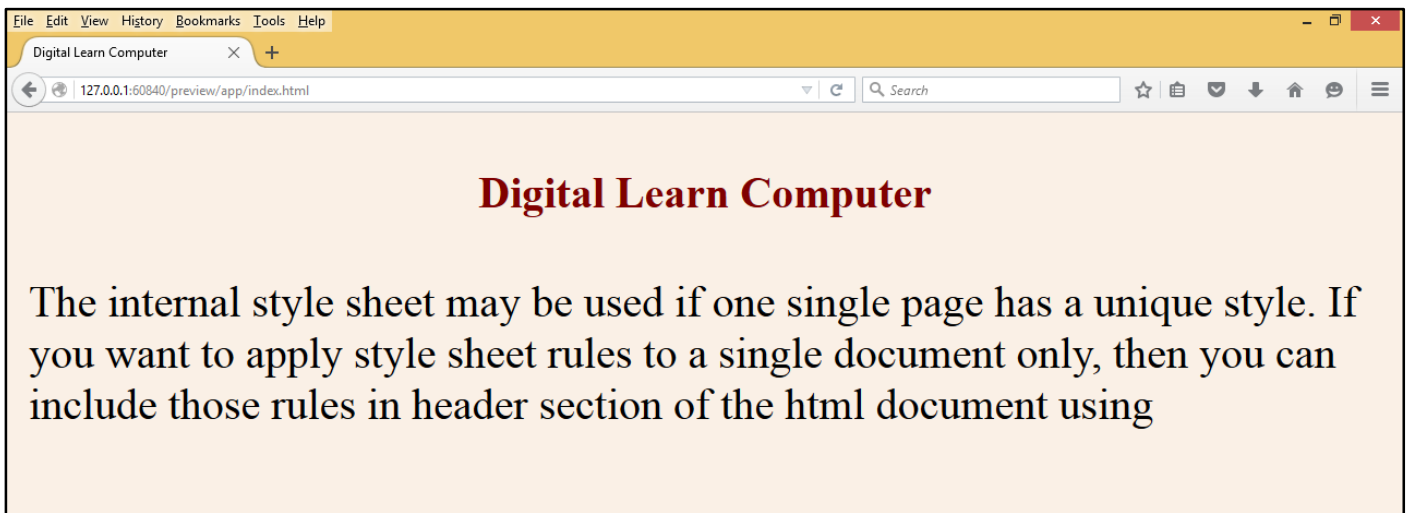 File Edit View History Bookmarks Tools Help
Digital Learn Computer
127.0.0.1:60840/preview/app/index.html
Search
Digital Learn Computer
The internal style sheet may be used if one single page has a unique style. If
you want to apply style sheet rules to a single document only, then you can
include those rules in header section of the html document using